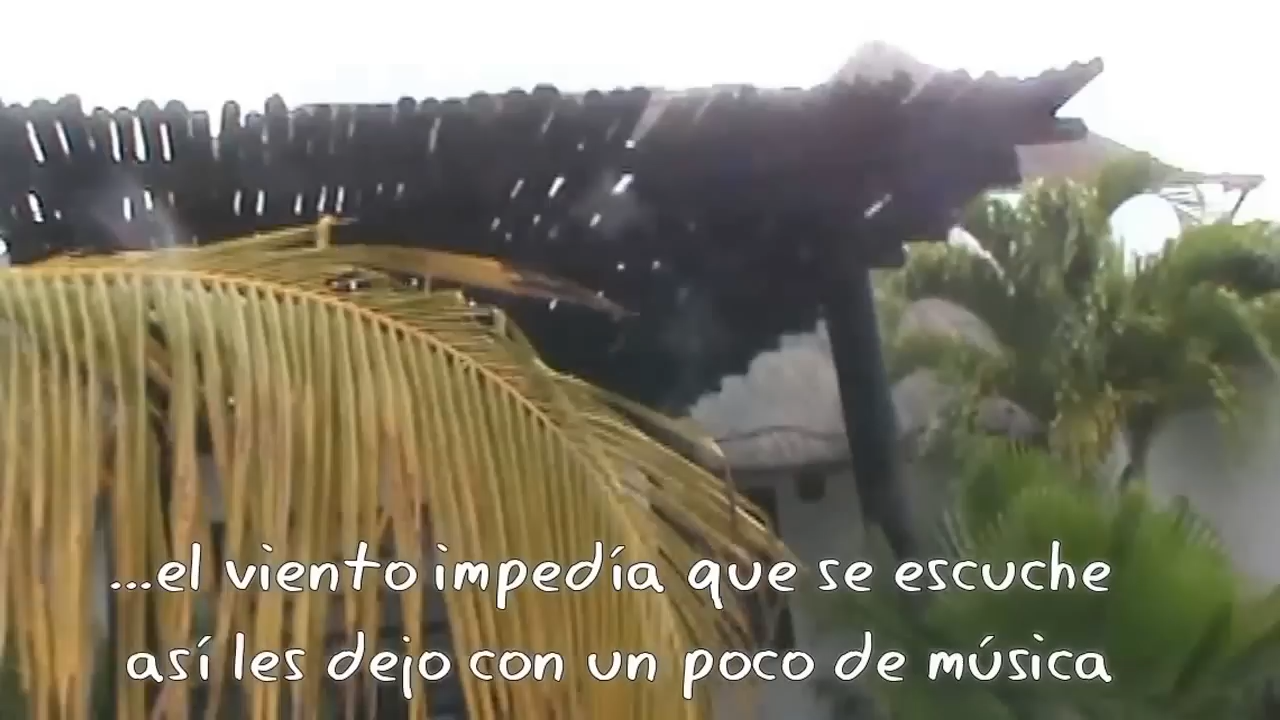 ...el viento impedía que se escuche
así les dejo con un poco de música